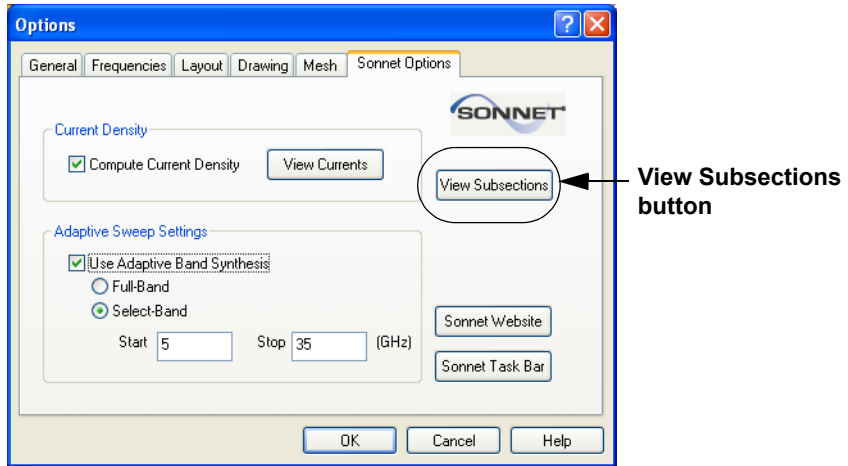 Options
General Frequencies Layout Drawing Mesh Sonnet Options
SONNET
Current Density
Compute Current Density View Currents
View Subsections
View Subsections
button
Adaptive Sweep Settings
Use Adaptive Band Synthesis
Full-Band
Select-Band
Start 5 Stop 35 (GHz)
Sonnet Website
Sonnet Task Bar
OK Cancel Help